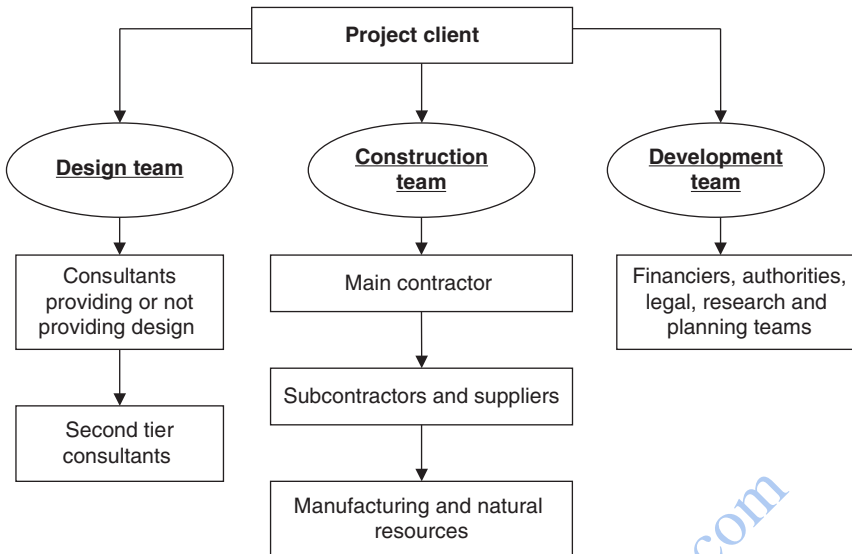 Project client
Design team
Construction
team
Development
team
Consultants
providing or not
providing design
Main contractor
Financiers, authorities,
legal, research and
planning teams
Subcontractors and suppliers
Second tier
consultants
Manufacturing and natural
resources
.com